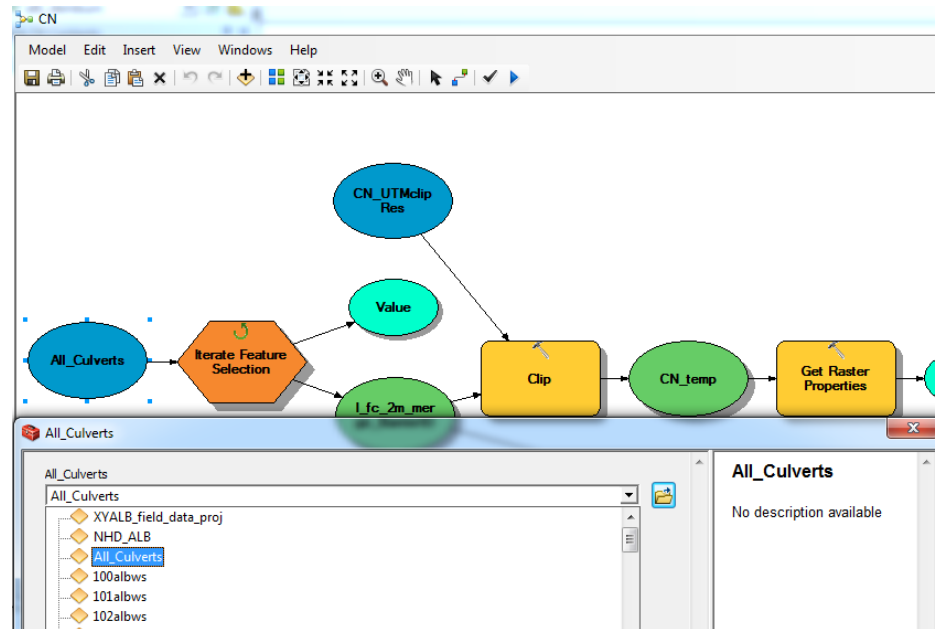 CN
Model Edit Insert View Windows Help
CN_UTMclip
Res
Value
All_Culverts
Iterate Feature
Selection
I_fc_2m_mer
Clip
CN_temp
Get Raster
Properties
All_Culverts
X
All_Culverts
All_Culverts
XYALB_field_data_proj
NHD_ALB
All_Culverts
100albws
101albws
102albws
All_Culverts
No description available